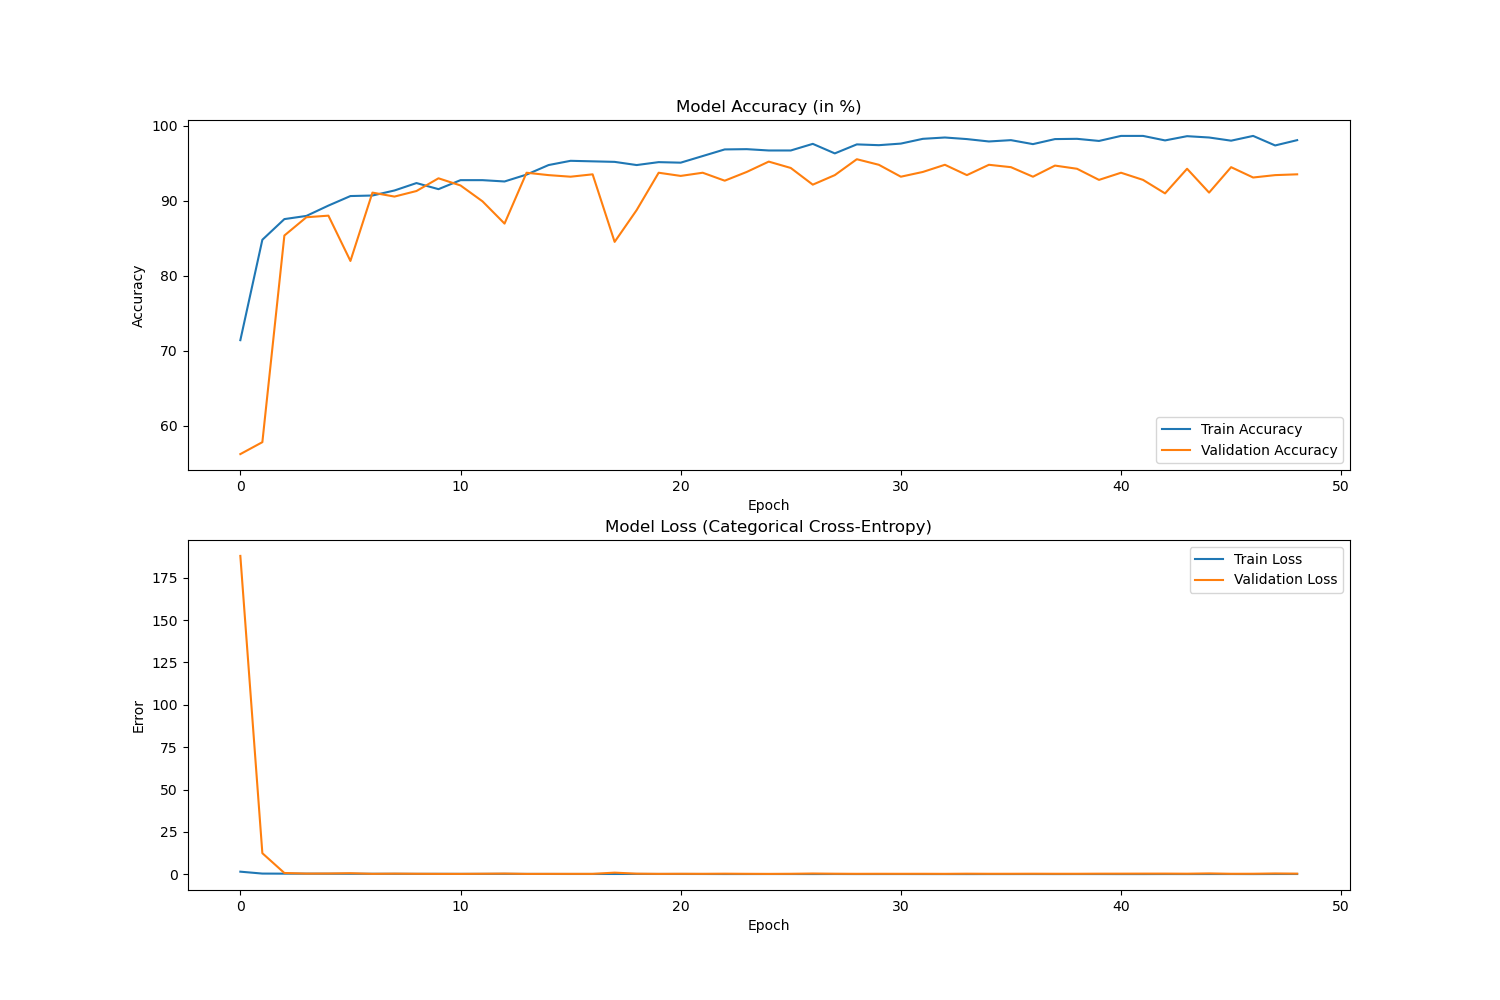 Model Accuracy (in %)
100
90
80
70
60
Accuracy
Train Accuracy
Validation Accuracy
0 10 20 30 40 50
Epoch
Model Loss (Categorical Cross-Entropy)
Train Loss
Validation Loss
175
150
125
100
75
50
25
0
Error
0 10 20 30 40 50
Epoch